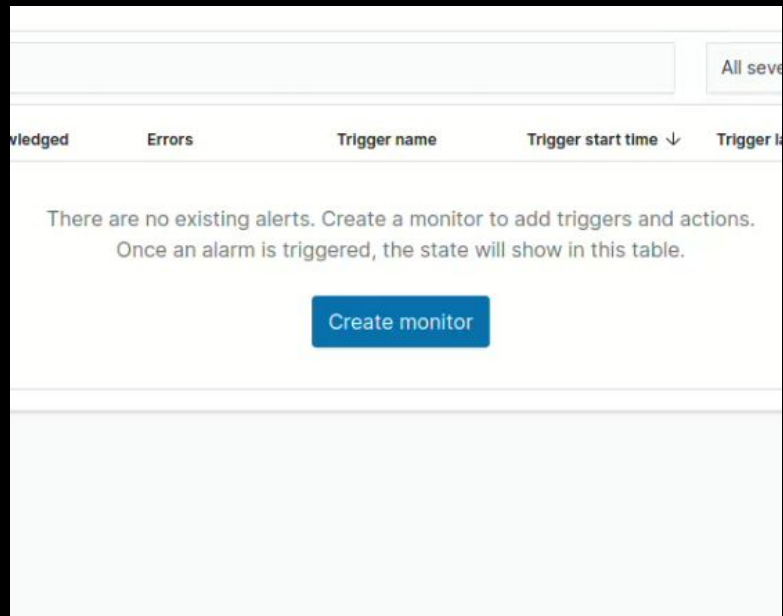 All seve
wledged Errors Trigger name Trigger start time ↓ Trigger la
There are no existing alerts. Create a monitor to add triggers and actions.
Once an alarm is triggered, the state will show in this table.
Create monitor